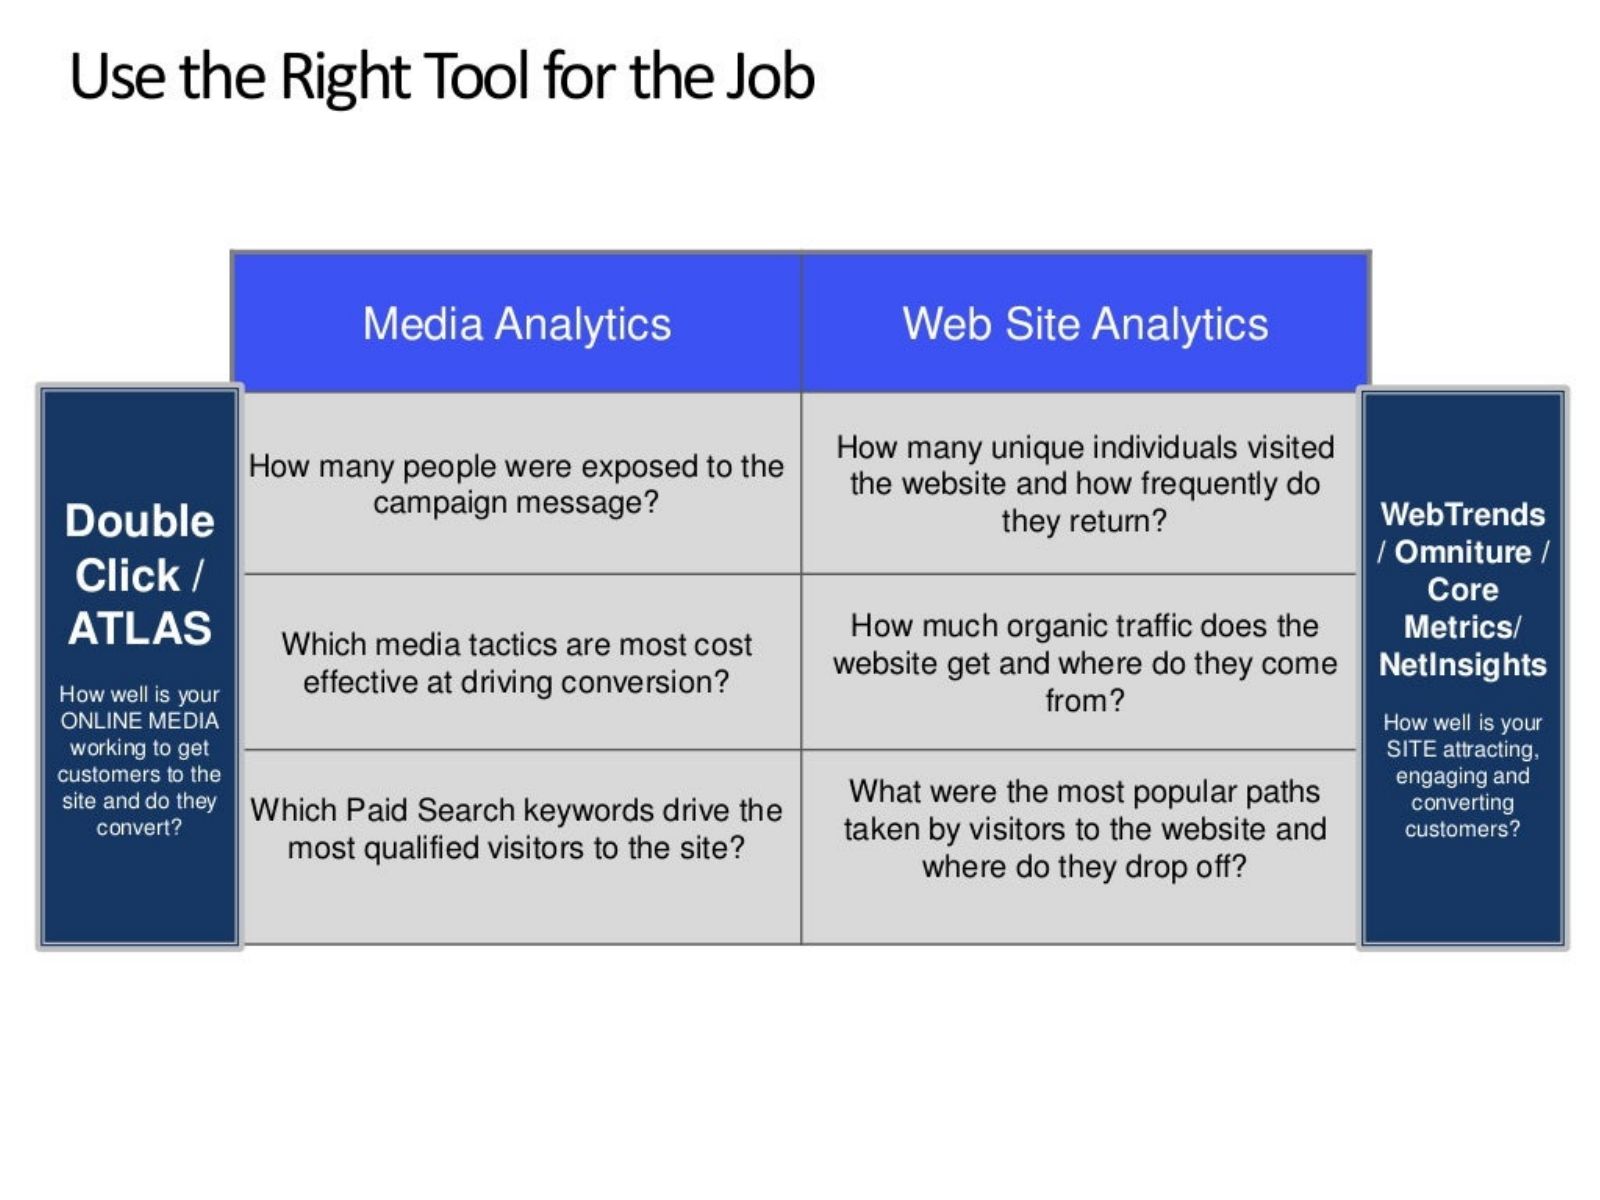 Use the Right Tool for the Job
Media Analytics
Web Site Analytics
Double
Click /
ATLAS
How well is your
ONLINE MEDIA
working to get
customers to the
site and do they
convert?
How many people were exposed to the
campaign message?
How many unique individuals visited
the website and how frequently do
they return?
Which media tactics are most cost
effective at driving conversion?
How much organic traffic does the
website get and where do they come
from?
Which Paid Search keywords drive the
most qualified visitors to the site?
What were the most popular paths
taken by visitors to the website and
where do they drop off?
WebTrends
/ Omniture /
Core
Metrics/
NetInsights
How well is your
SITE attracting,
engaging and
converting
customers?